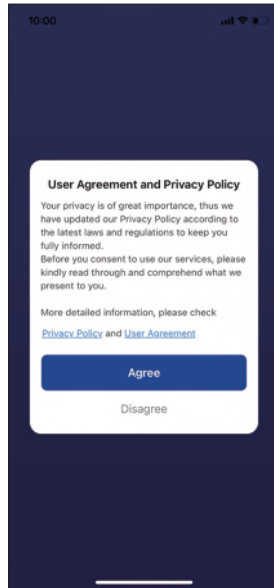 10:00
User Agreement and Privacy Policy
Your privacy is of great importance, thus we
have updated our Privacy Policy according to
the latest laws and regulations to keep you
fully informed.
Before you consent to use our services, please
kindly read through and comprehend what we
present to you.
More detailed information, please check
Privacy Policy and User Agreement
Agree
Disagree